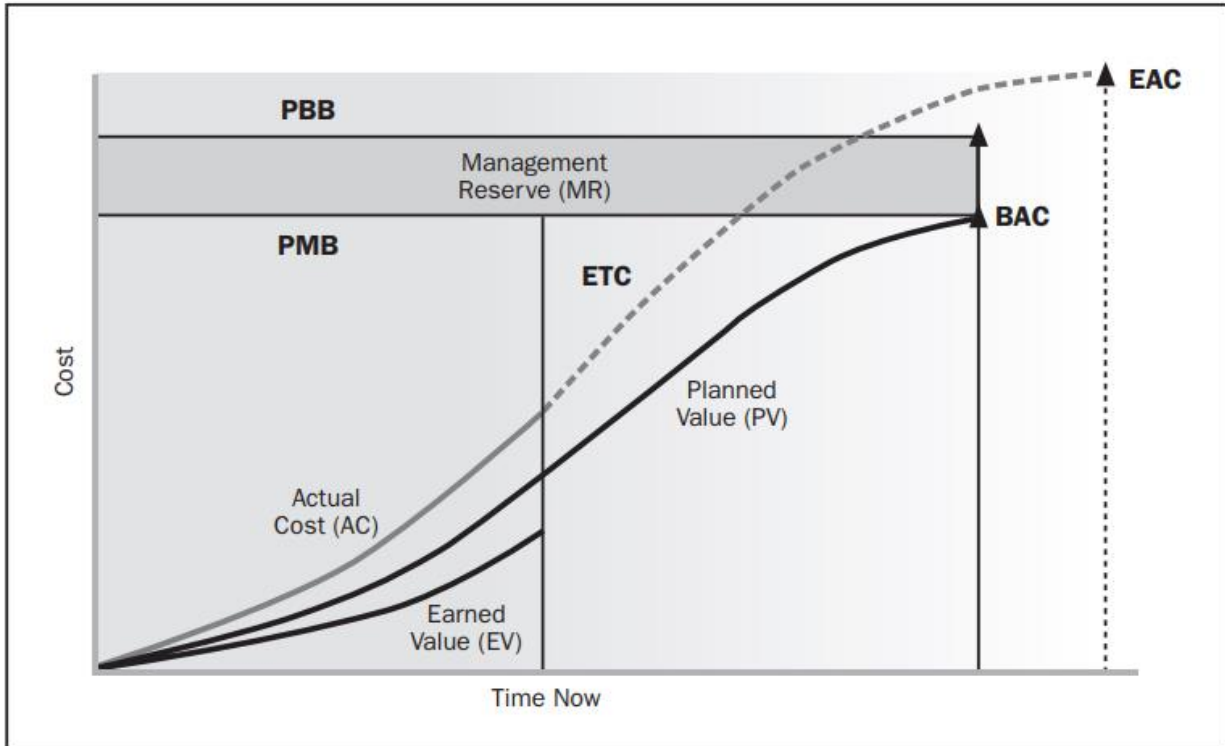 EAC
PBB
Management
Reserve (MR)
BAC
PMB
ETC
Cost
Planned
Value (PV)
Actual
Cost (AC)
Earned
Value (EV)
Time Now